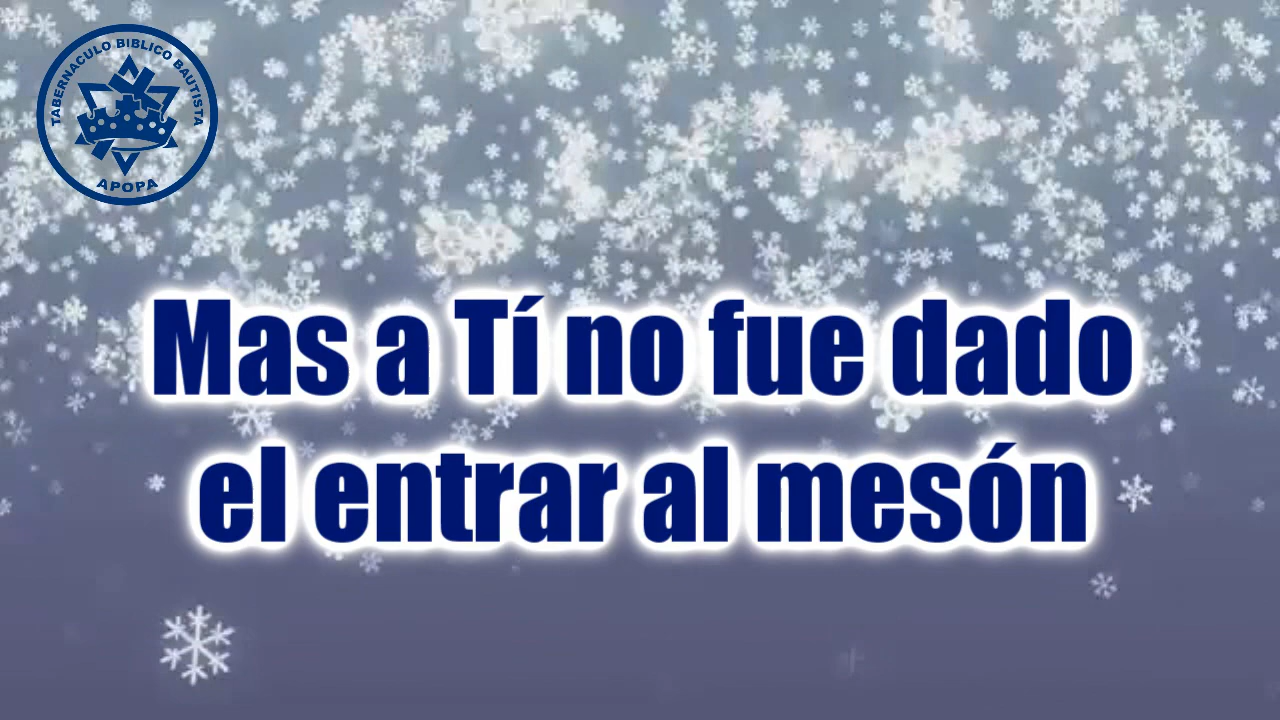 TABERNACULO BIBLICO BAUTISTA
APOPA
Mas a Tí no fue dado
el entrar al mesón